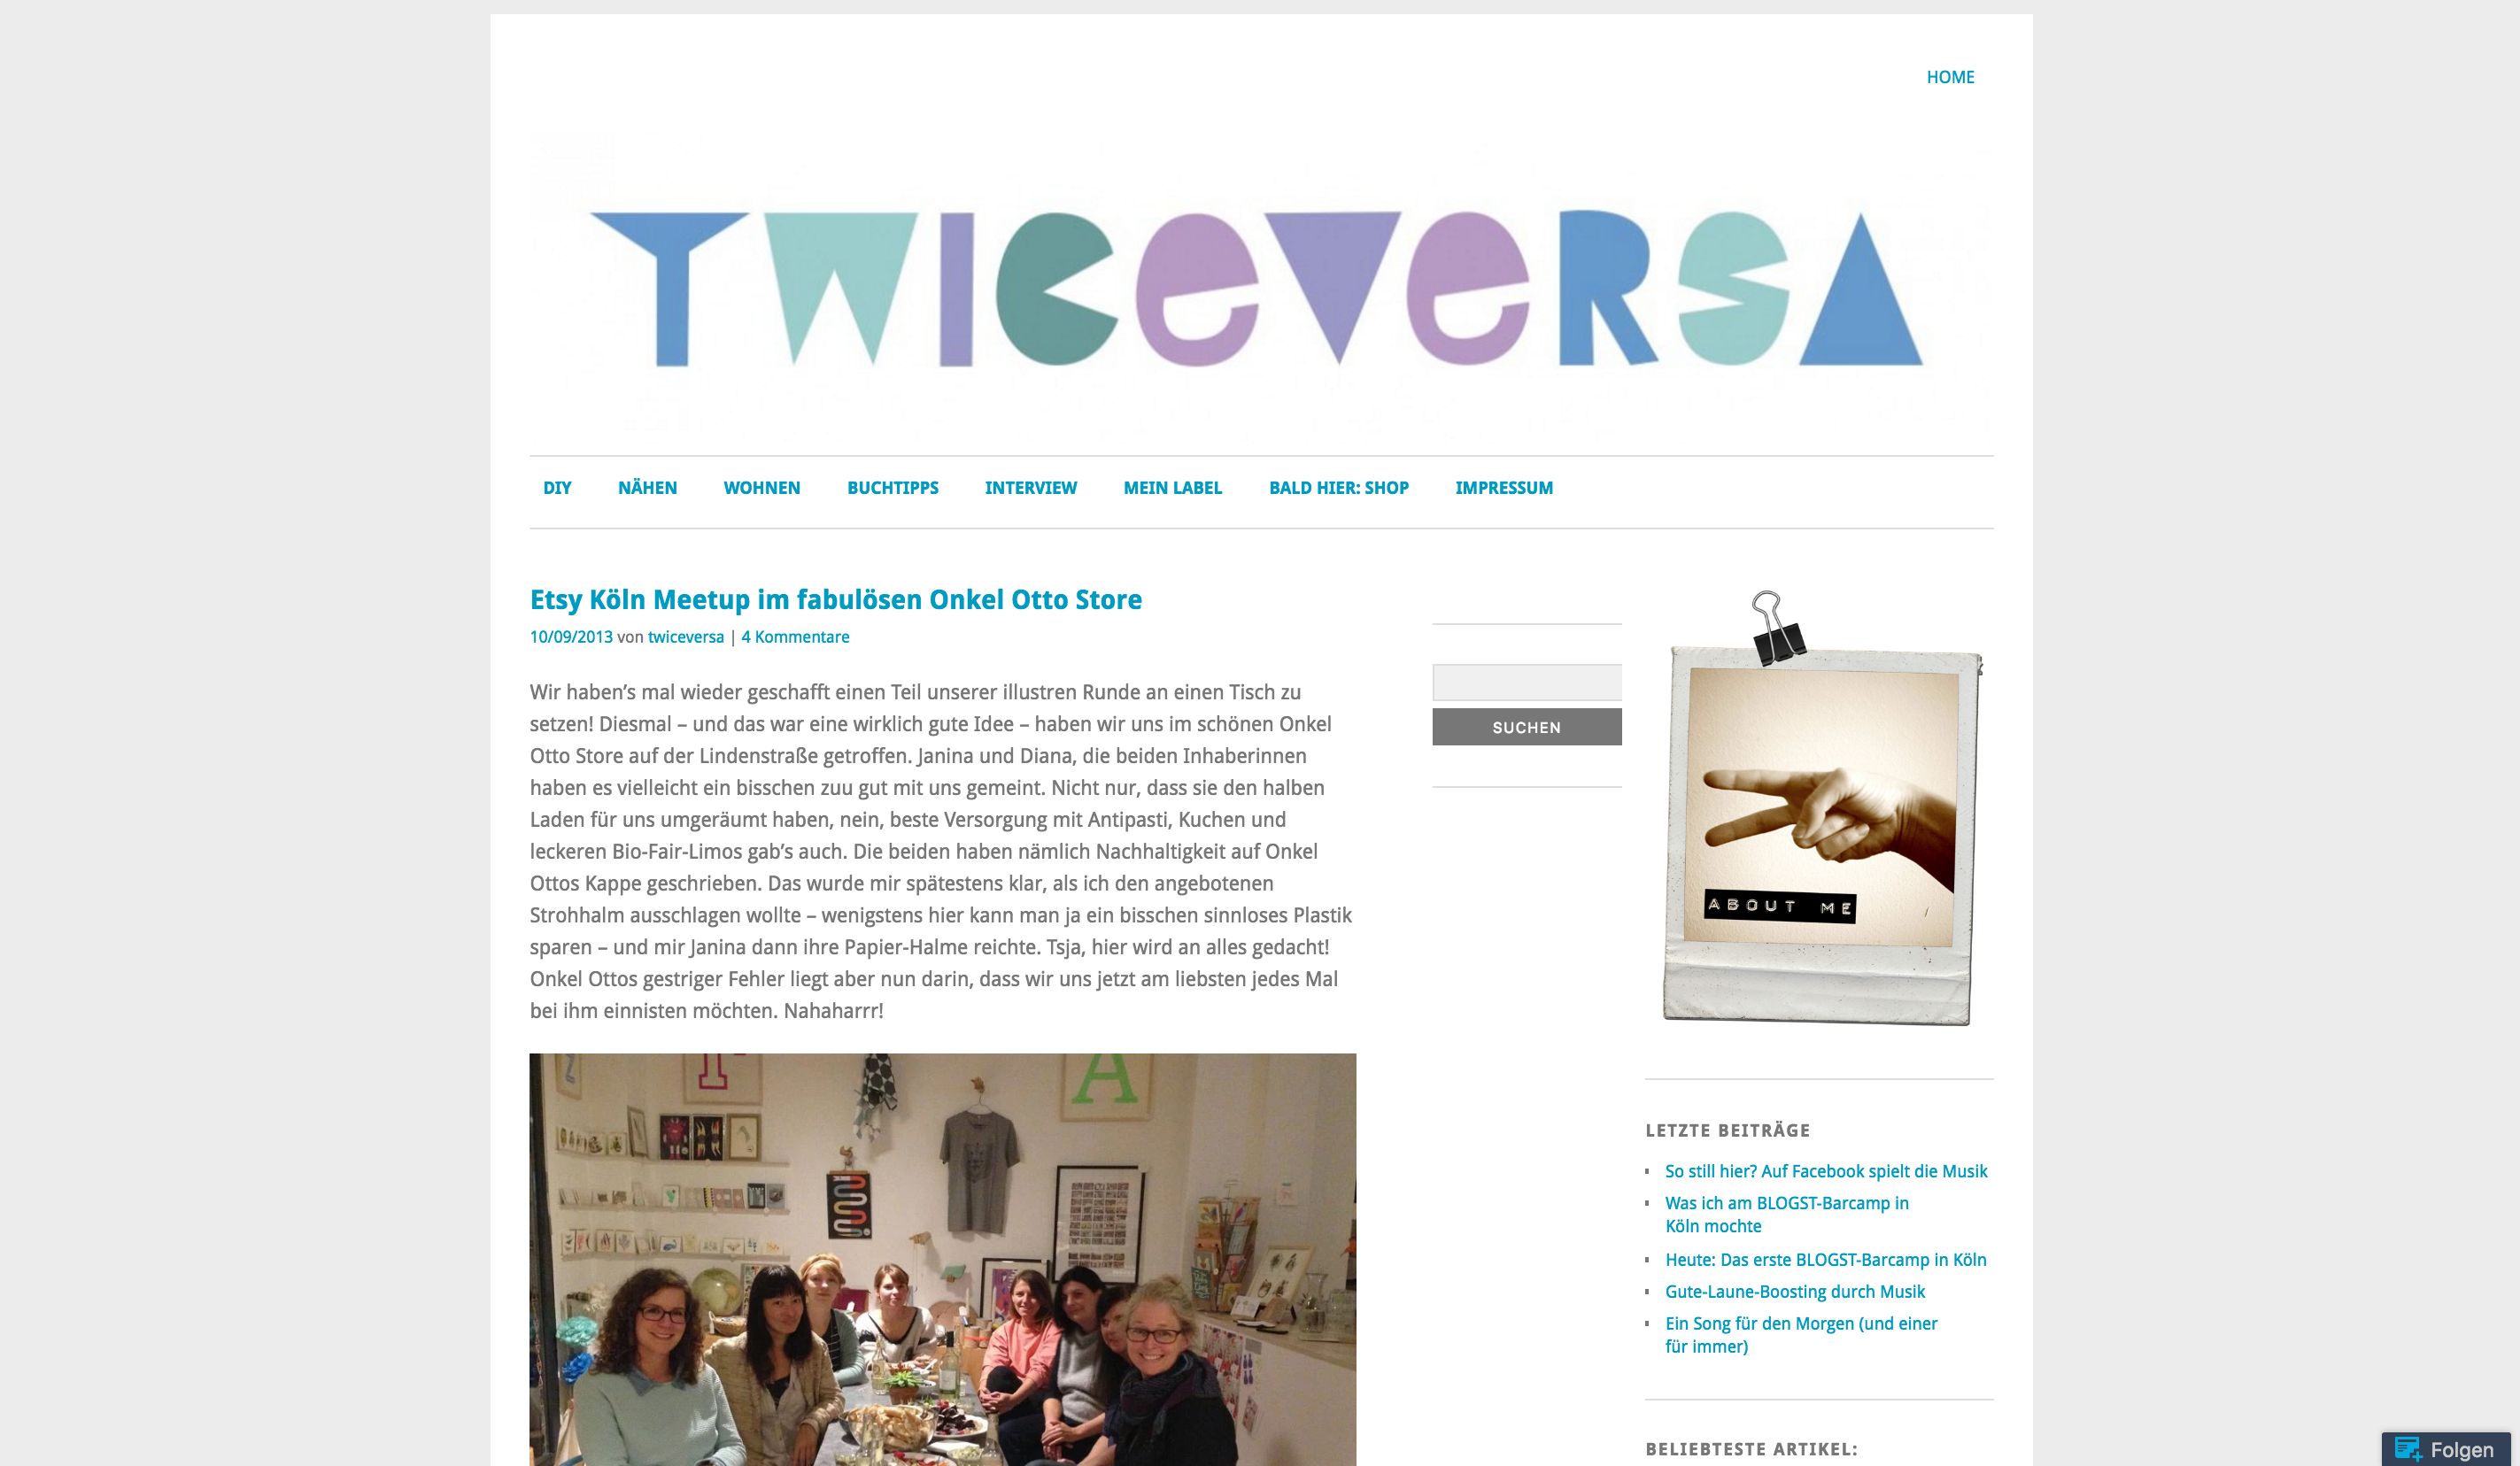 HOME
TWICEVERSA
DIY NÄHEN WOHNEN BUCHTIPPS INTERVIEW MEIN LABEL BALD HIER: SHOP IMPRESSUM
Etsy Köln Meetup im fabulösen Onkel Otto Store
10/09/2013 von twiceversa | 4 Kommentare
Wir haben’s mal wieder geschafft einen Teil unserer illustren Runde an einen Tisch zu
setzen! Diesmal – und das war eine wirklich gute Idee – haben wir uns im schönen Onkel
Otto Store auf der Lindenstraße getroffen. Janina und Diana, die beiden Inhaberinnen
haben es vielleicht ein bisschen zuu gut mit uns gemeint. Nicht nur, dass sie den halben
Laden für uns umgeräumt haben, nein, beste Versorgung mit Antipasti, Kuchen und
leckeren Bio-Fair-Limos gab’s auch. Die beiden haben nämlich Nachhaltigkeit auf Onkel
Ottos Kappe geschrieben. Das wurde mir spätestens klar, als ich den angebotenen
Strohhalm ausschlagen wollte – wenigstens hier kann man ja ein bisschen sinnloses Plastik
sparen – und mir Janina dann ihre Papier-Halme reichte. Tsja, hier wird an alles gedacht!
Onkel Ottos gestriger Fehler liegt aber nun darin, dass wir uns jetzt am liebsten jedes Mal
bei ihm einnisten möchten. Nahaharrr!
A
SUCHEN
ABOUT ME
LETZTE BEITRÄGE
So still hier? Auf Facebook spielt die Musik
Was ich am BLOGST-Barcamp in
Köln mochte
Heute: Das erste BLOGST-Barcamp in Köln
Gute-Laune-Boosting durch Musik
Ein Song für den Morgen (und einer
für immer)
BELIEBTESTE ARTIKEL:
Folgen